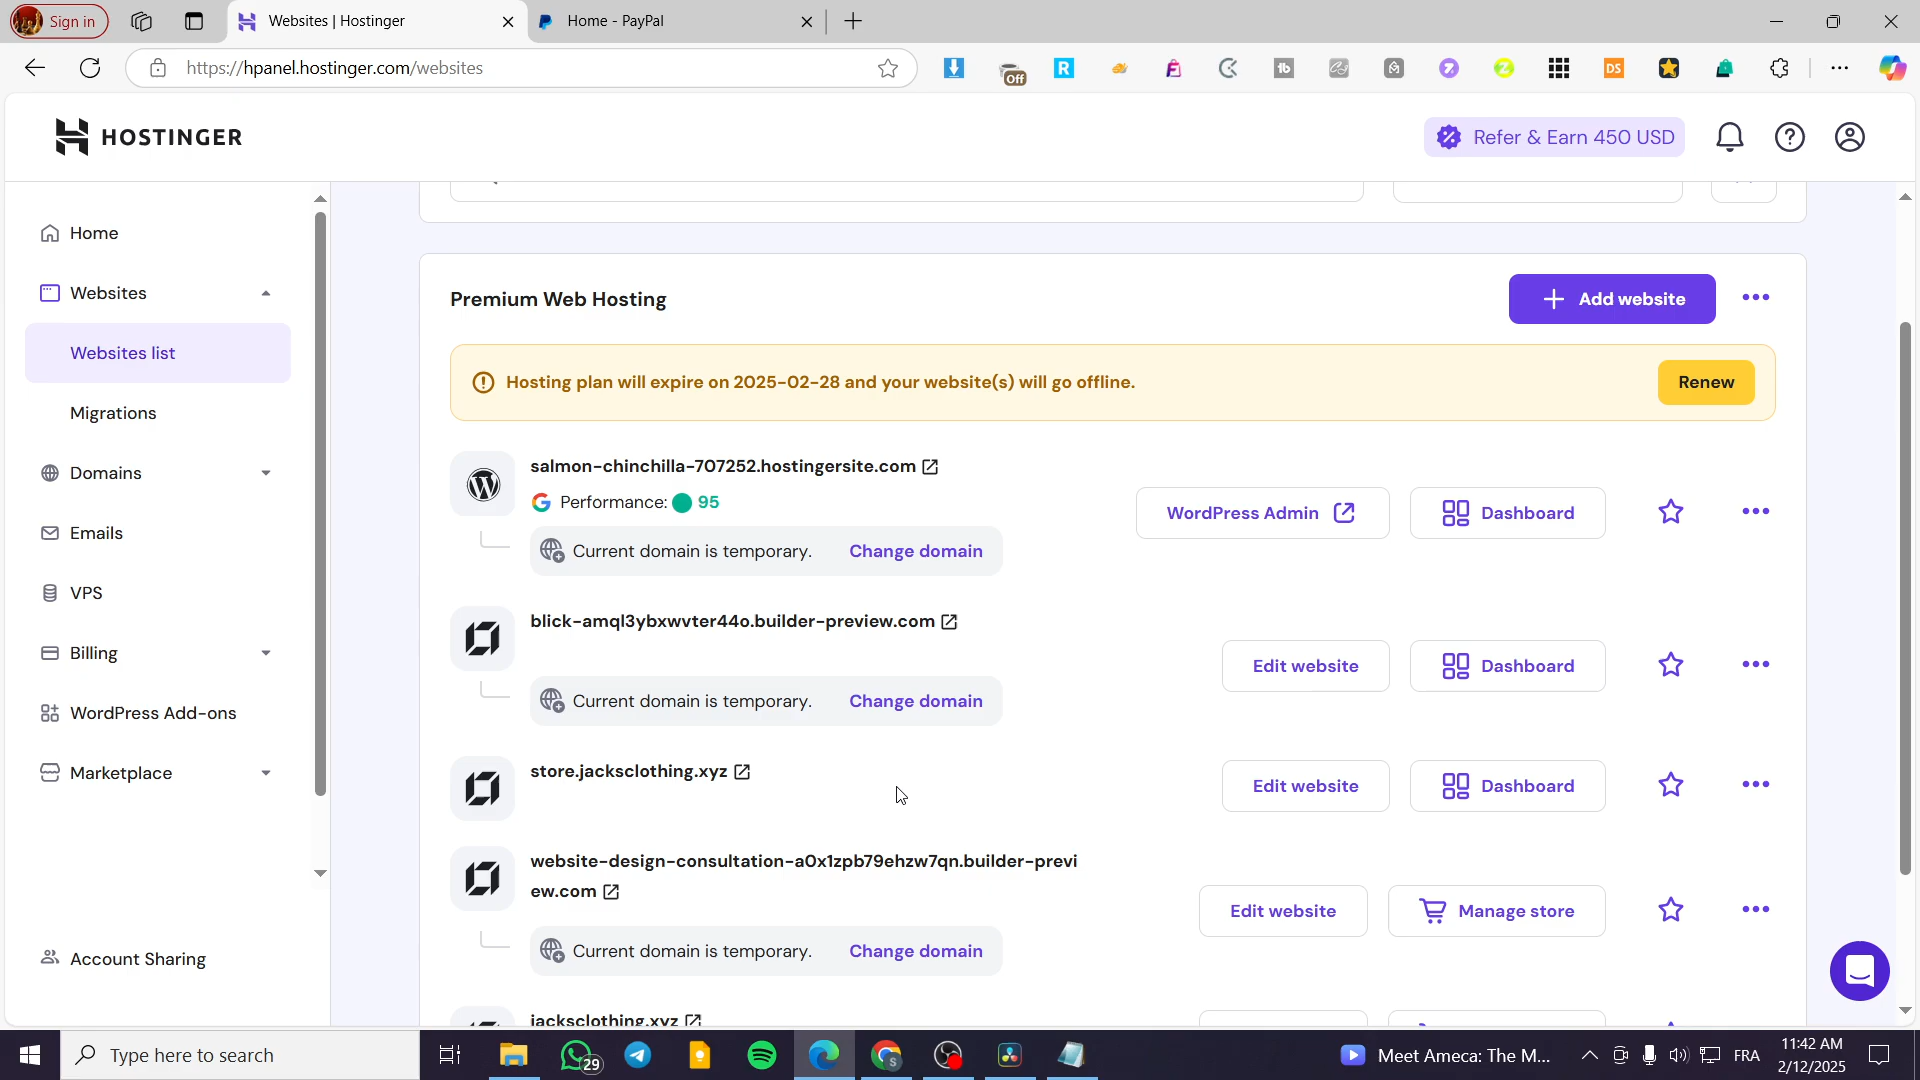 Sign in
Websites | Hostinger
Home - PayPal
https://hpanel.hostinger.com/websites
Off
R
tb
DS
HOSTINGER
Refer & Earn 450 USD
Home
Websites
Websites list
Migrations
Domains
Emails
VPS
Billing
WordPress Add-ons
Marketplace
Account Sharing
Premium Web Hosting
Add website
Hosting plan will expire on 2025-02-28 and your website(s) will go offline.
Renew
salmon-chinchilla-707252.hostingersite.com
Performance: 95
WordPress Admin
Dashboard
Current domain is temporary.
Change domain
blick-amql3ybxwvter44o.builder-preview.com
Edit website
Dashboard
Current domain is temporary.
Change domain
store.jacksclothing.xyz
Edit website
Dashboard
website-design-consultation-a0x1zpb79ehzw7qn.builder-previ
ew.com
Edit website
Manage store
Current domain is temporary.
Change domain
jacksclothing.xyz
Type here to search
29
S
Meet Ameca: The M...
FRA
11:42 AM
2/12/2025